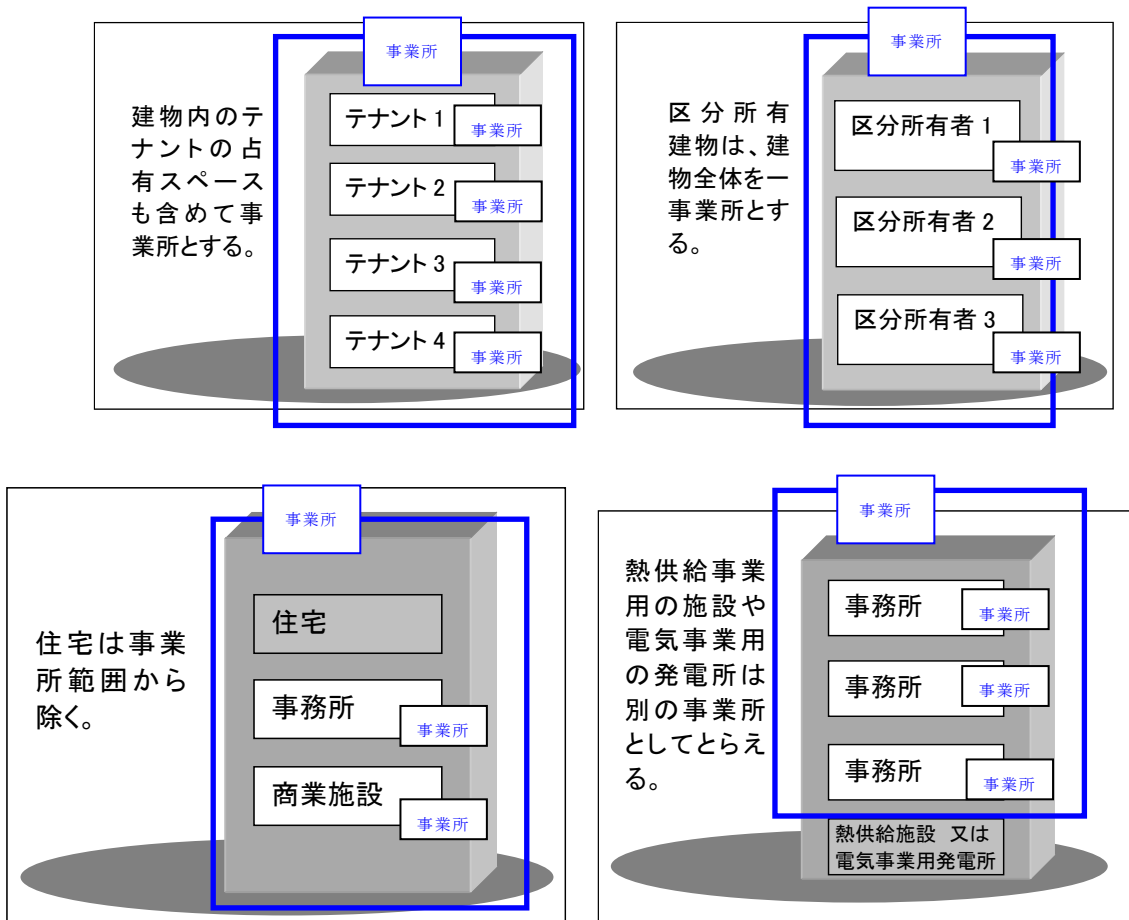 事業所
建物内のテ
ナントの占
有スペース
も含めて事
業所とする。
テナント 1
事業所
テナント 2
事業所
テナント 3
事業所
テナント 4
事業所
事業所
区分所有
建物は、建
物全体を一
事業所とす
る。
区分所有者 1
事業所
区分所有者 2
事業所
区分所有者 3
事業所
事業所
住宅は事業
所範囲から
除く。
住宅
事務所
事業所
商業施設
事業所
事業所
熱供給事業
用の施設や
電気事業用
の発電所は
別の事業所
としてとらえ
る。
事務所
事業所
事務所
事業所
事務所
事業所
熱供給施設 又は
電気事業用発電所